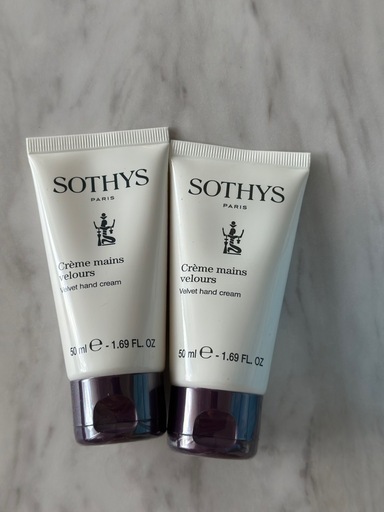 SOTHYS
PARIS
Crème mains
velours
Velvet hand cream
50 ml e - 1.69 FL. OZ
SOTHYS
PARIS
Crème mains
velours
Velvet hand cream
50 ml e - 1.69 FL. OZ